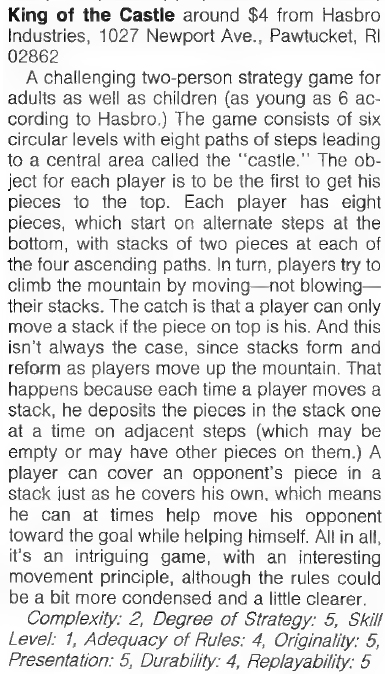 King of the Castle around $4 from Hasbro
Industries, 1027 Newport Ave., Pawtucket, RI
02862
A challenging two-person strategy game for
adults as well as children (as young as 6 ac-
cording to Hasbro.) The game consists of six
circular levels with eight paths of steps leading
to a central area called the "castle." The ob-
ject for each player is to be the first to get his
pieces to the top. Each player has eight
pieces, which start on alternate steps at the
bottom, with stacks of two pieces at each of
the four ascending paths. In turn, players try to
climb the mountain by moving—not blowing—
their stacks. The catch is that a player can only
move a stack if the piece on top is his. And this
isn't always the case, since stacks form and
reform as players move up the mountain. That
happens because each time a player moves a
stack, he deposits the pieces in the stack one
at a time on adjacent steps (which may be
empty or may have other pieces on them.) A
player can cover an opponent's piece in a
stack just as he covers his own, which means
he can at times help move his opponent
toward the goal while helping himself. All in all,
it's an intriguing game, with an interesting
movement principle, although the rules could
be a bit more condensed and a little clearer.
Complexity: 2, Degree of Strategy: 5, Skill
Level: 1, Adequacy of Rules: 4, Originality: 5,
Presentation: 5, Durability: 4, Replayability: 5